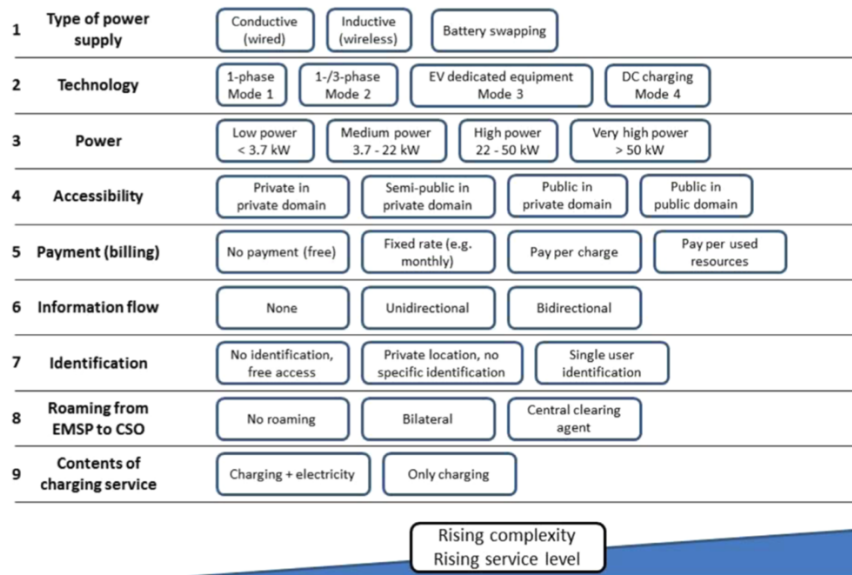 1
Type of power
supply
Conductive
(wired)
Inductive
(wireless)
Battery swapping
2
Technology
1-phase
Mode 1
1-/3-phase
Mode 2
EV dedicated equipment
Mode 3
DC charging
Mode 4
3
Power
Low power
< 3.7 kW
Medium power
3.7 - 22 kW
High power
22 - 50 kW
Very high power
> 50 kW
4
Accessibility
Private in
private domain
Semi-public in
private domain
Public in
private domain
Public in
public domain
5
Payment (billing)
No payment (free)
Fixed rate (e.g.
monthly)
Pay per charge
Pay per used
resources
6
Information flow
None
Unidirectional
Bidirectional
7
Identification
No identification,
free access
Private location, no
specific identification
Single user
identification
8
Roaming from
EMSP to CSO
No roaming
Bilateral
Central clearing
agent
9
Contents of
charging service
Charging + electricity
Only charging
Rising complexity
Rising service level